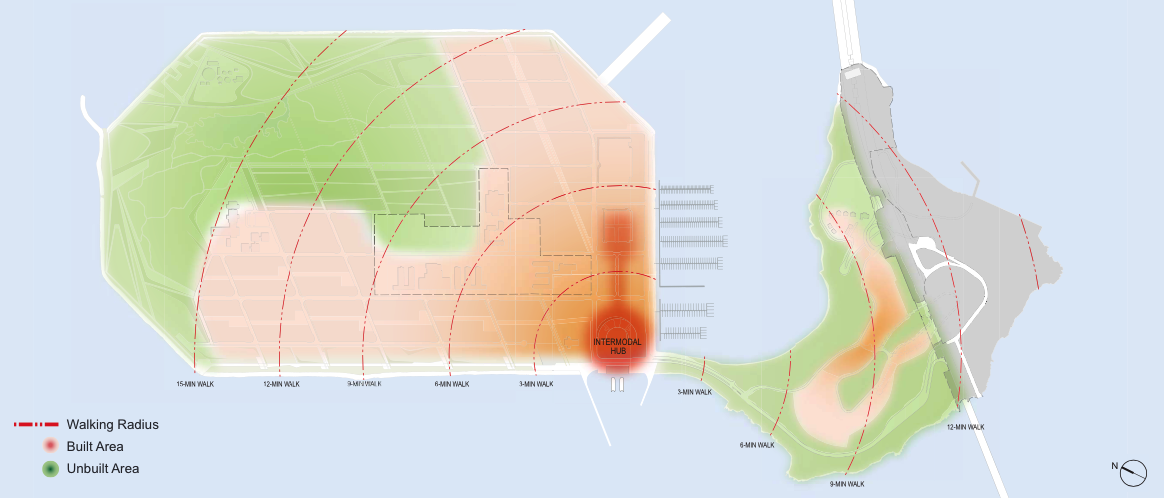 INTERMODAL
HUB
15-MIN WALK
12-MIN WALK
9-MIN WALK
6-MIN WALK
3-MIN WALK
3-MIN WALK
6-MIN WALK
9-MIN WALK
12-MIN WALK
Walking Radius
Built Area
Unbuilt Area
N